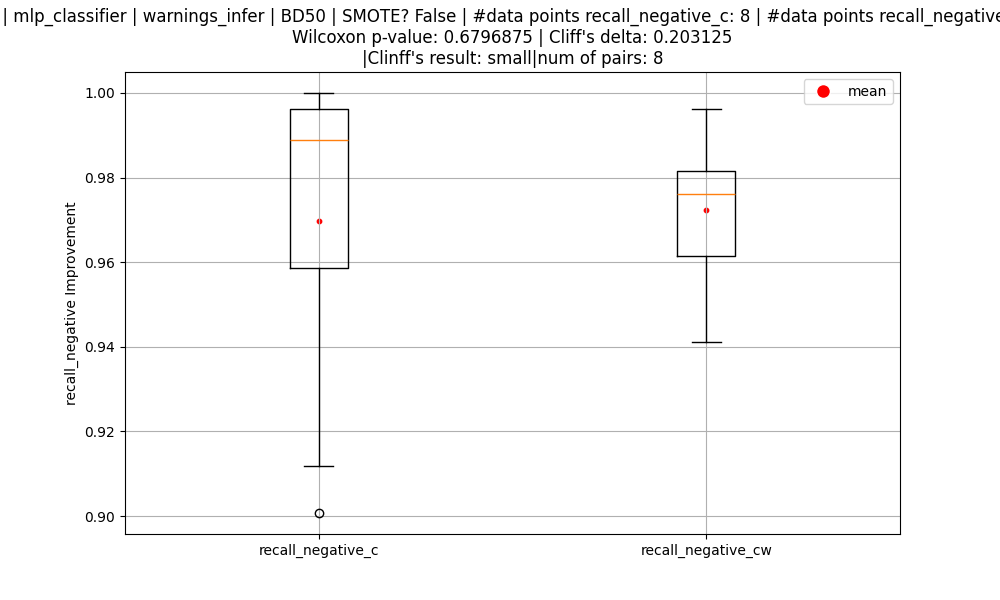 | mlp_classifier | warnings_infer | BD50 | SMOTE? False | #data points recall_negative_c: 8 | #data points recall_negative
Wilcoxon p-value: 0.6796875 | Cliff's delta: 0.203125
|Clinff's result: small|num of pairs: 8
mean
1.00
0.98
0.96
0.94
0.92
0.90
recall_negative Improvement
recall_negative_c
recall_negative_cw